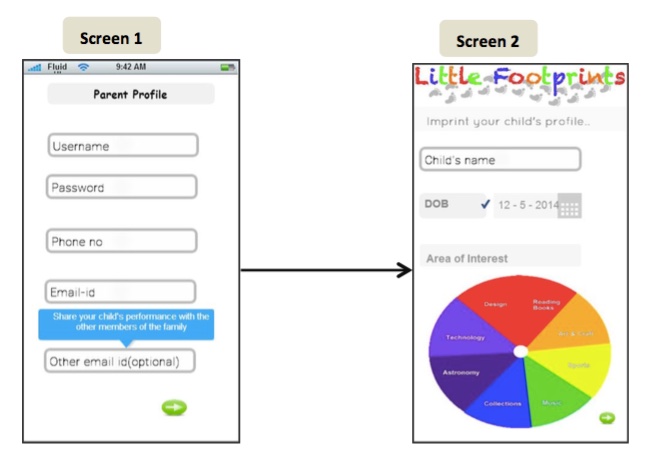 Screen 1
Fluid UI
9:42 AM
Parent Profile
Username
Password
Phone no
Email-id
Share your child's performance with the
other members of the family
Other email id(optional)
Screen 2
Little Footprints
Imprint your child's profile..
Child's name
DOB
12 - 5 - 2014
Area of Interest
Design
Reading
Books
Technology
Sports
Astronomy
Collections
Music